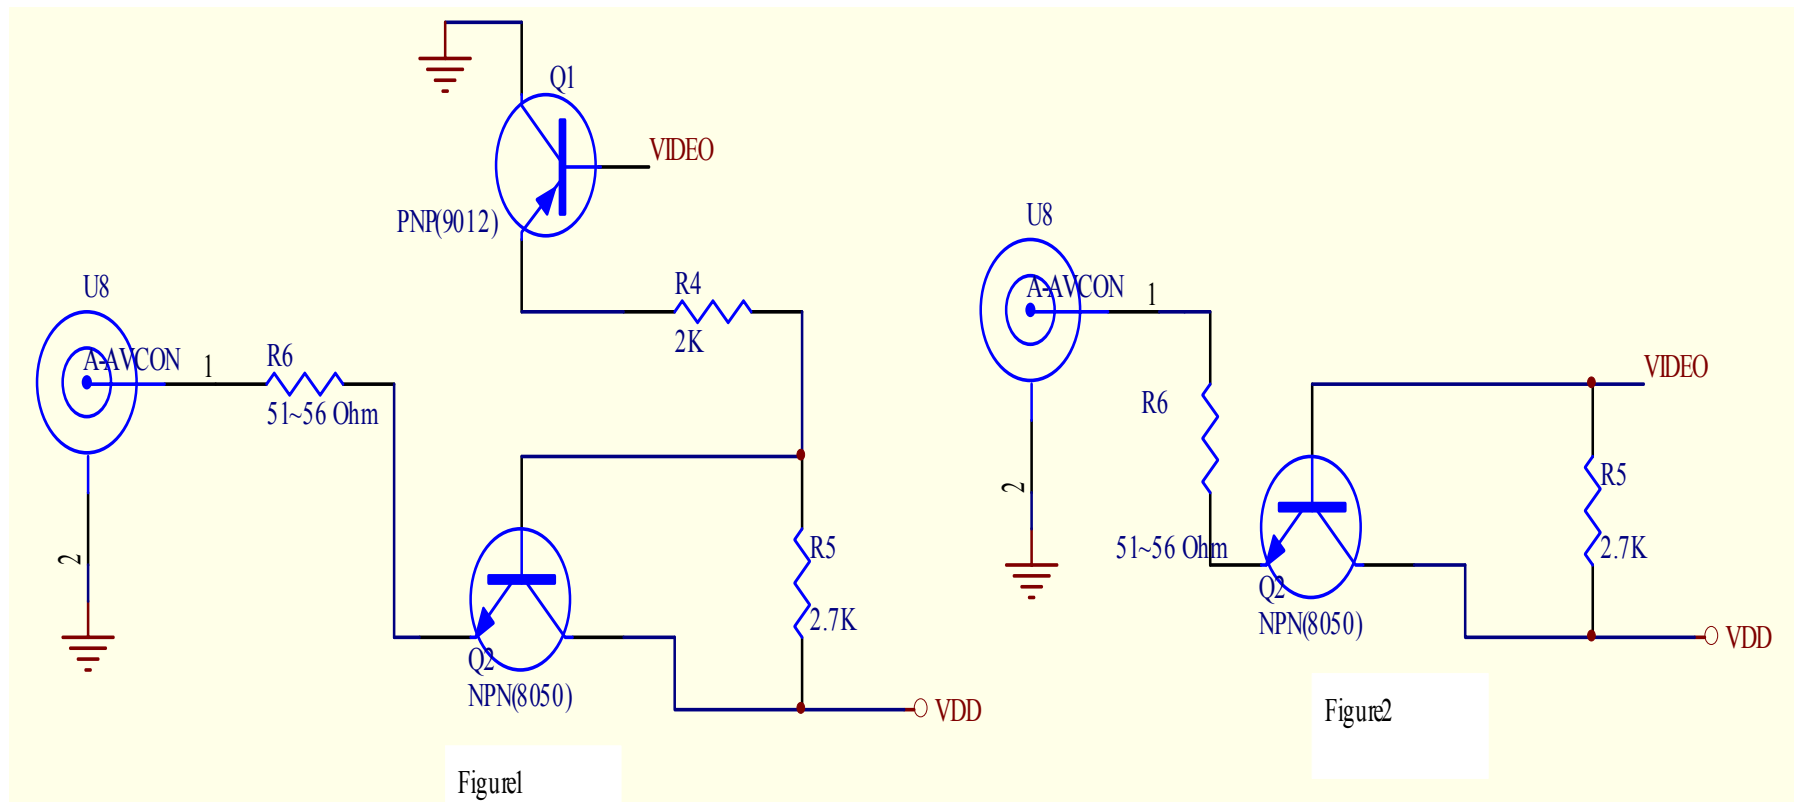 Q1
VIDEO
PNP(9012)
U8
A-AVCON
1
2
R6
51~56 Ohm
R4
2K
R5
2.7K
Q2
NPN(8050)
VDD
Figure1
U8
A-AVCON
1
2
R6
51~56 Ohm
VIDEO
R5
2.7K
Q2
NPN(8050)
VDD
Figure2